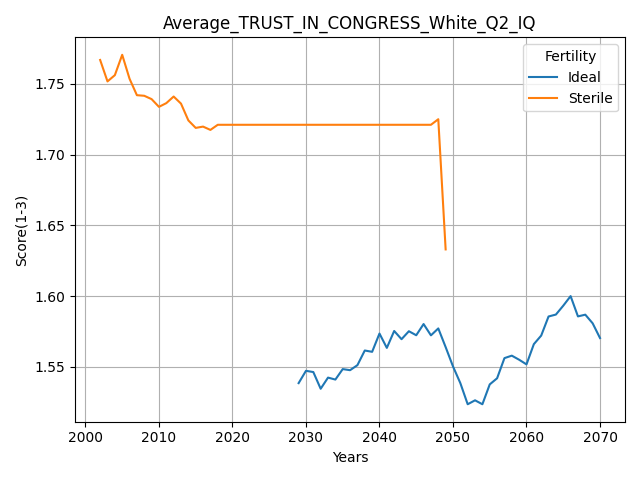 Average_TRUST_IN_CONGRESS_White_Q2_IQ
Fertility
Ideal
Sterile
Score(1-3)
1.75
1.70
1.65
1.60
1.55
2000 2010 2020 2030 2040 2050 2060 2070
Years